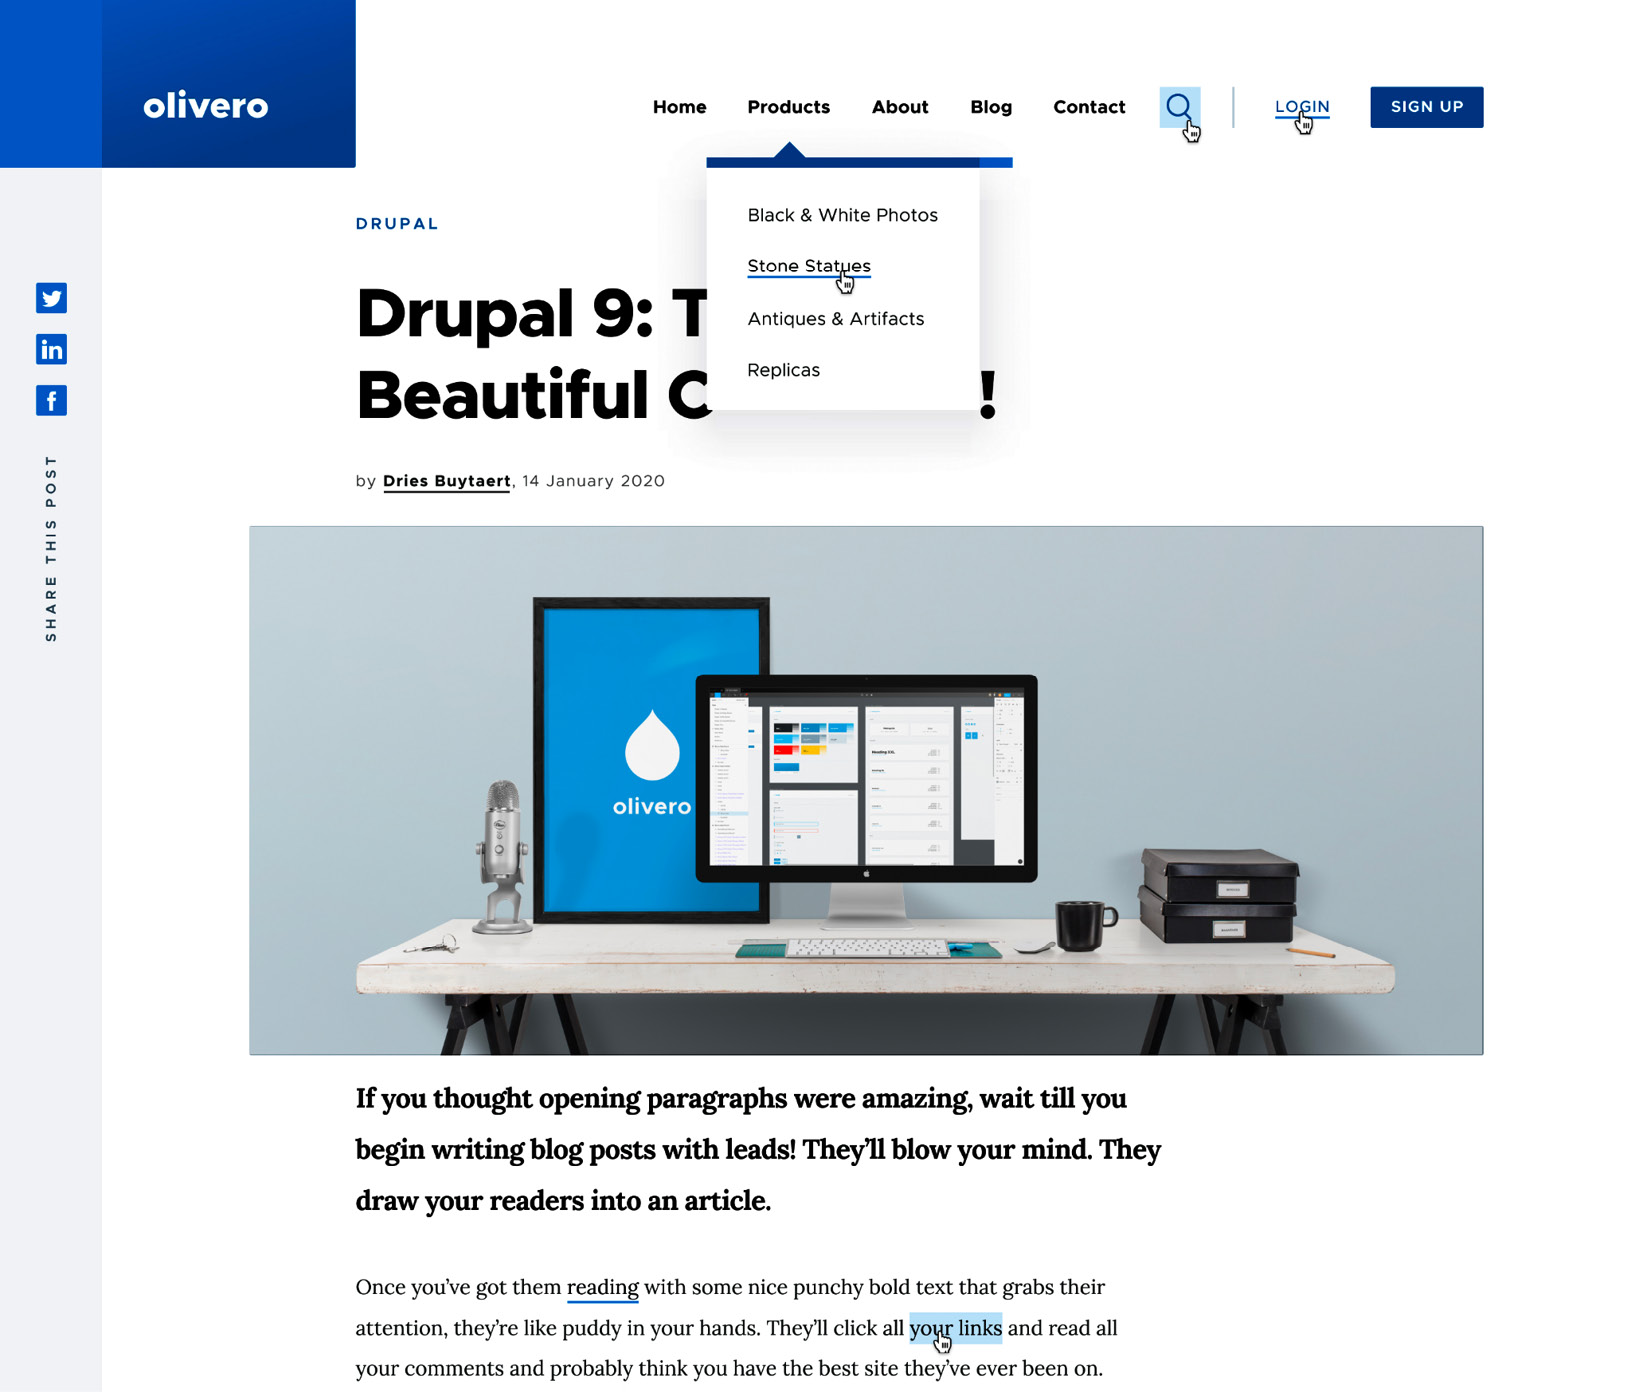 olivero
Home Products About Blog Contact LOGIN SIGN UP
Black & White Photos
Stone Statues
Antiques & Artifacts
Replicas
DRUPAL
Drupal 9: T
Beautiful C !
by Dries Buytaert, 14 January 2020
SHARE THIS POST
olivero
If you thought opening paragraphs were amazing, wait till you
begin writing blog posts with leads! They’ll blow your mind. They
draw your readers into an article.
Once you’ve got them reading with some nice punchy bold text that grabs their
attention, they’re like puddy in your hands. They’ll click all your links and read all
your comments and probably think you have the best site they’ve ever been on.